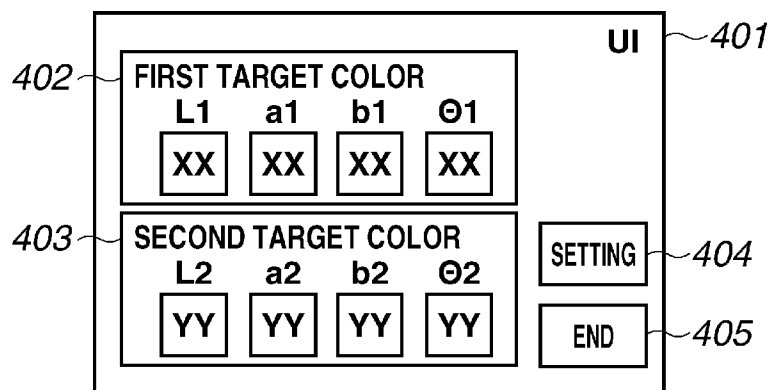 UI 401
402 FIRST TARGET COLOR
L1 a1 b1 Θ1
XX XX XX XX
403 SECOND TARGET COLOR
L2 a2 b2 Θ2
YY YY YY YY
SETTING 404
END 405